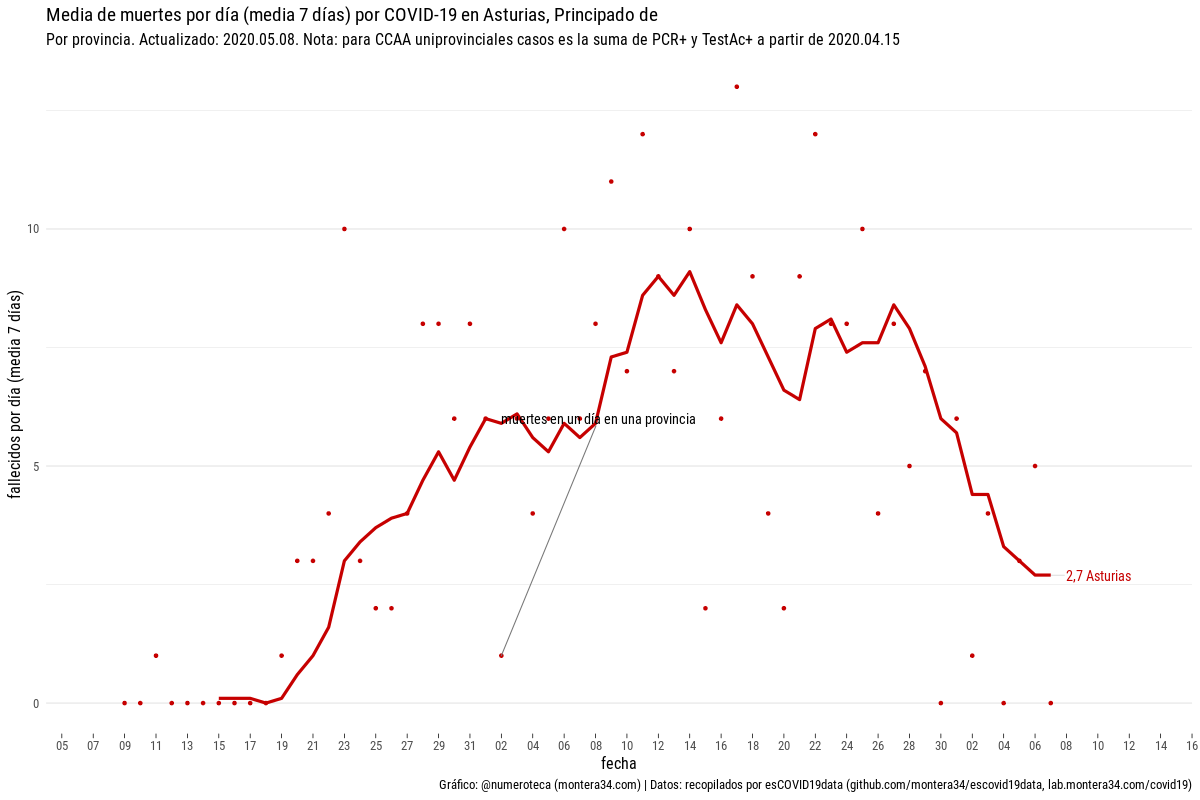 Media de muertes por día (media 7 días) por COVID-19 en Asturias, Principado de
Por provincia. Actualizado: 2020.05.08. Nota: para CCAA uniprovinciales casos es la suma de PCR+ y TestAc+ a partir de 2020.04.15
fallecidos por día (media 7 días)
10
5
0
muertes en un día en una provincia
2,7 Asturias
05 07 09 11 13 15 17 19 21 23 25 27 29 31 02 04 06 08 10 12 14 16 18 20 22 24 26 28 30 02 04 06 08 10 12 14 16
fecha
Gráfico: @numeroteca (montera34.com) | Datos: recopilados por esCOVID19data (github.com/montera34/escovid19data, lab.montera34.com/covid19)